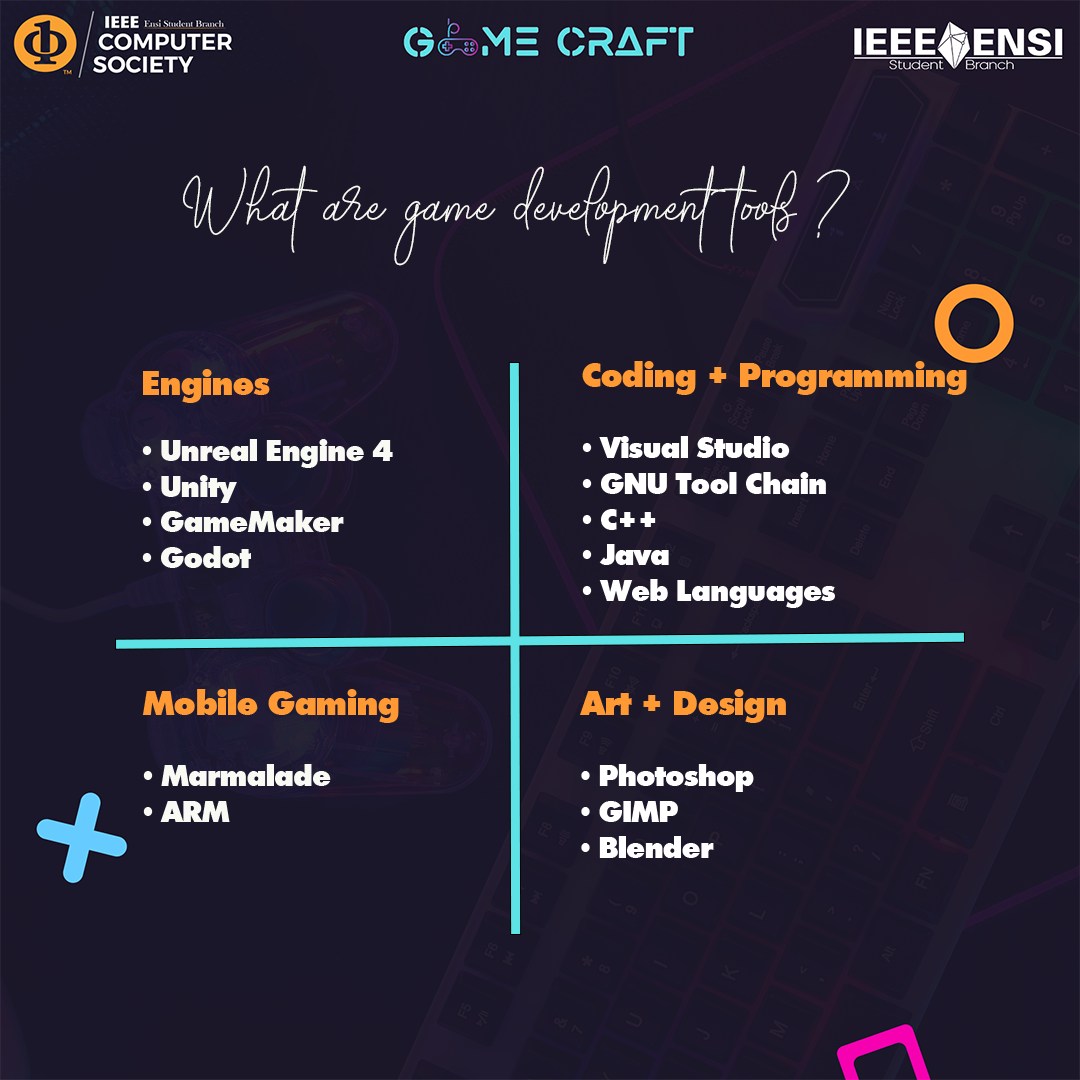 IEEE Ensi Student Branch
COMPUTER
SOCIETY
TM
GAME CRAFT
IEEE ENSI
Student Branch
What are game development tools ?
Engines
• Unreal Engine 4
• Unity
• GameMaker
• Godot
Coding + Programming
• Visual Studio
• GNU Tool Chain
• C++
• Java
• Web Languages
Mobile Gaming
• Marmalade
• ARM
Art + Design
• Photoshop
• GIMP
• Blender